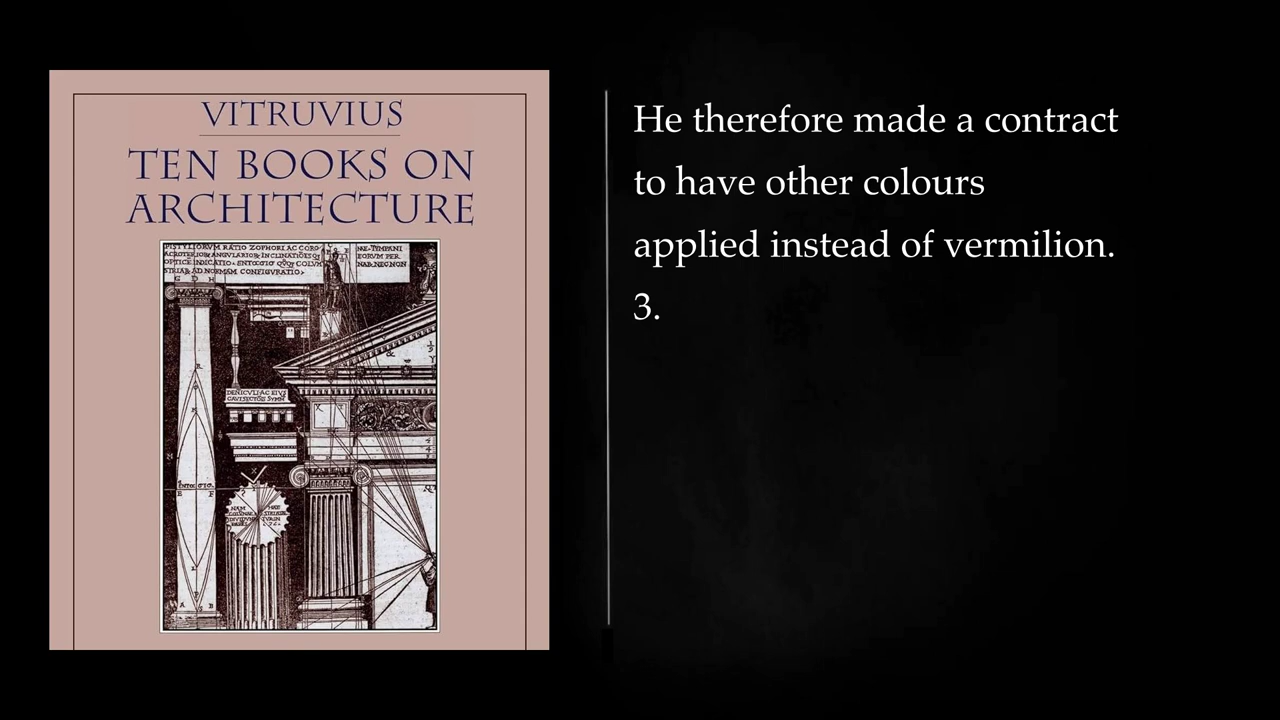 VITRUVIUS
TEN BOOKS ON
ARCHITECTURE
He therefore made a contract
to have other colours
applied instead of vermilion.
3.